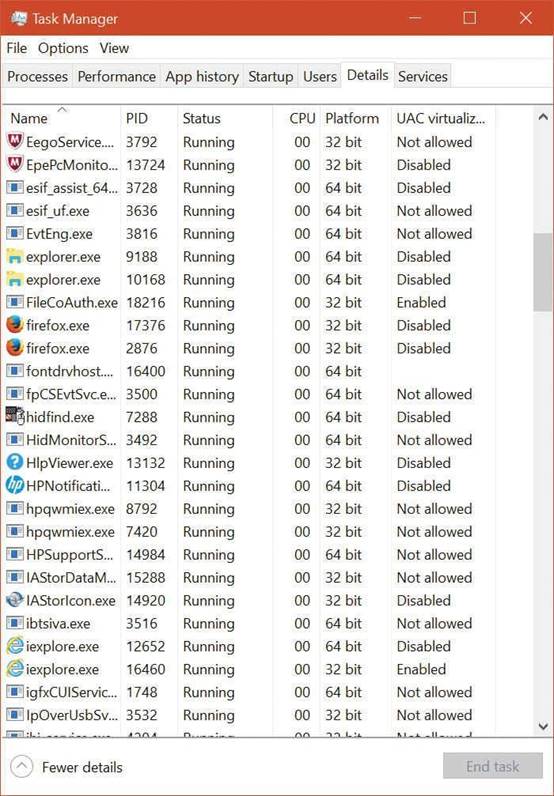 Task Manager
File Options View
Processes Performance App history Startup Users Details Services
Name PID Status CPU Platform UAC virtualiz...
EegoService.... 3792 Running 00 32 bit Not allowed
EpePcMonito... 13724 Running 00 32 bit Disabled
esif_assist_64... 3728 Running 00 64 bit Disabled
esif_uf.exe 3636 Running 00 64 bit Not allowed
EvtEng.exe 3816 Running 00 64 bit Not allowed
explorer.exe 9188 Running 00 64 bit Disabled
explorer.exe 10168 Running 00 64 bit Disabled
FileCoAuth.exe 18216 Running 00 32 bit Enabled
firefox.exe 17376 Running 00 32 bit Disabled
firefox.exe 2876 Running 00 32 bit Disabled
fontdrvhost.... 16400 Running 00 64 bit
fpCSEvtSvc.e... 3500 Running 00 64 bit Not allowed
hidfind.exe 7288 Running 00 64 bit Disabled
HidMonitorS... 3492 Running 00 64 bit Not allowed
HlpViewer.exe 13132 Running 00 32 bit Disabled
HPNotificati... 11304 Running 00 64 bit Disabled
hpqwmiex.exe 8792 Running 00 32 bit Not allowed
hpqwmiex.exe 7420 Running 00 32 bit Not allowed
HPSupportS... 14984 Running 00 64 bit Not allowed
IAStorDataM... 15288 Running 00 32 bit Not allowed
IAStorIcon.exe 14920 Running 00 32 bit Disabled
ibtsiva.exe 3516 Running 00 64 bit Not allowed
iexplore.exe 12652 Running 00 64 bit Disabled
iexplore.exe 16460 Running 00 32 bit Enabled
igfxCUIServic... 1748 Running 00 64 bit Not allowed
IpOverUsbSv... 3532 Running 00 32 bit Not allowed
Fewer details End task